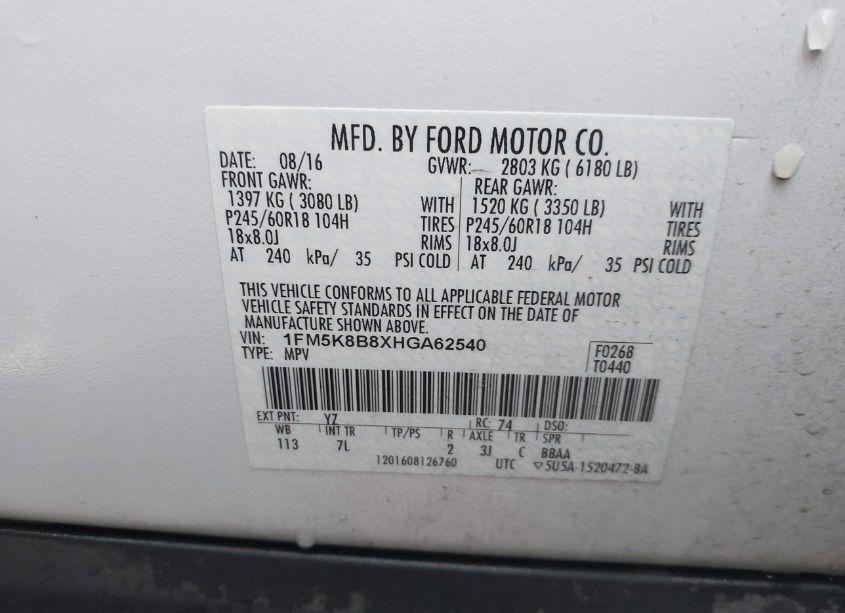 MFD. BY FORD MOTOR CO.
DATE: 08/16 GVWR: 2803 KG ( 6180 LB)
FRONT GAWR: REAR GAWR:
1397 KG ( 3080 LB) WITH 1520 KG ( 3350 LB) WITH
P245/60R18 104H TIRES P245/60R18 104H TIRES
18x8.0J RIMS 18x8.0J RIMS
AT 240 kPa/ 35 PSI COLD AT 240 kPa/ 35 PSI COLD
THIS VEHICLE CONFORMS TO ALL APPLICABLE FEDERAL MOTOR
VEHICLE SAFETY STANDARDS IN EFFECT ON THE DATE OF
MANUFACTURE SHOWN ABOVE.
VIN: 1FM5K8B8XHGA62540
TYPE: MPV F0268
T0440
EXT PNT: YZ RC: 74 DSO:
WB INT TR TP/PS R AXLE TR SPR
113 7L 2 3J C BBAA
1201608126760 UTC ▽5U5A-1520472-BA